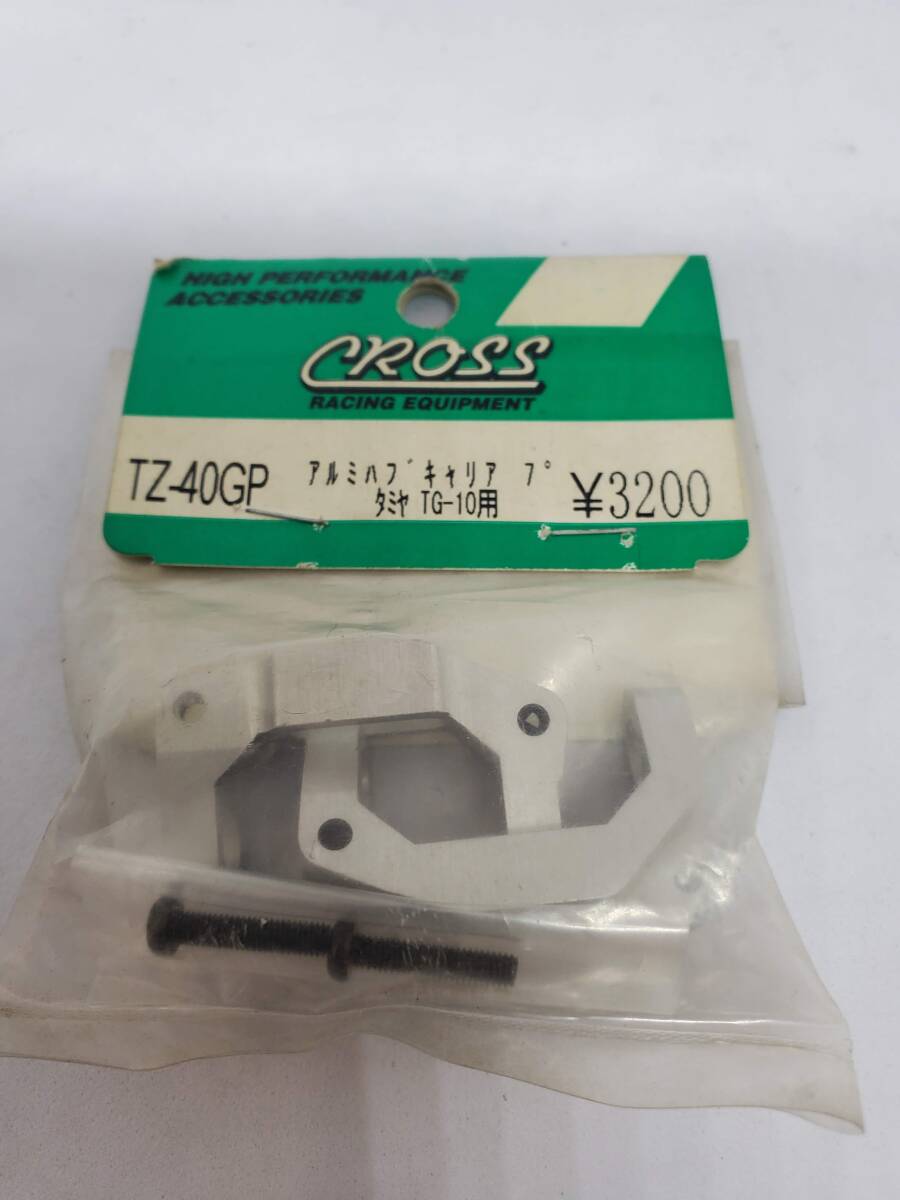 HIGH PERFORMANCE
ACCESSORIES
CROSS
RACING EQUIPMENT
TZ-40GP ｱﾙﾐﾊﾌﾞｷｬﾘｱ ﾌﾟ ¥3200
ﾀﾐﾔ TG-10用